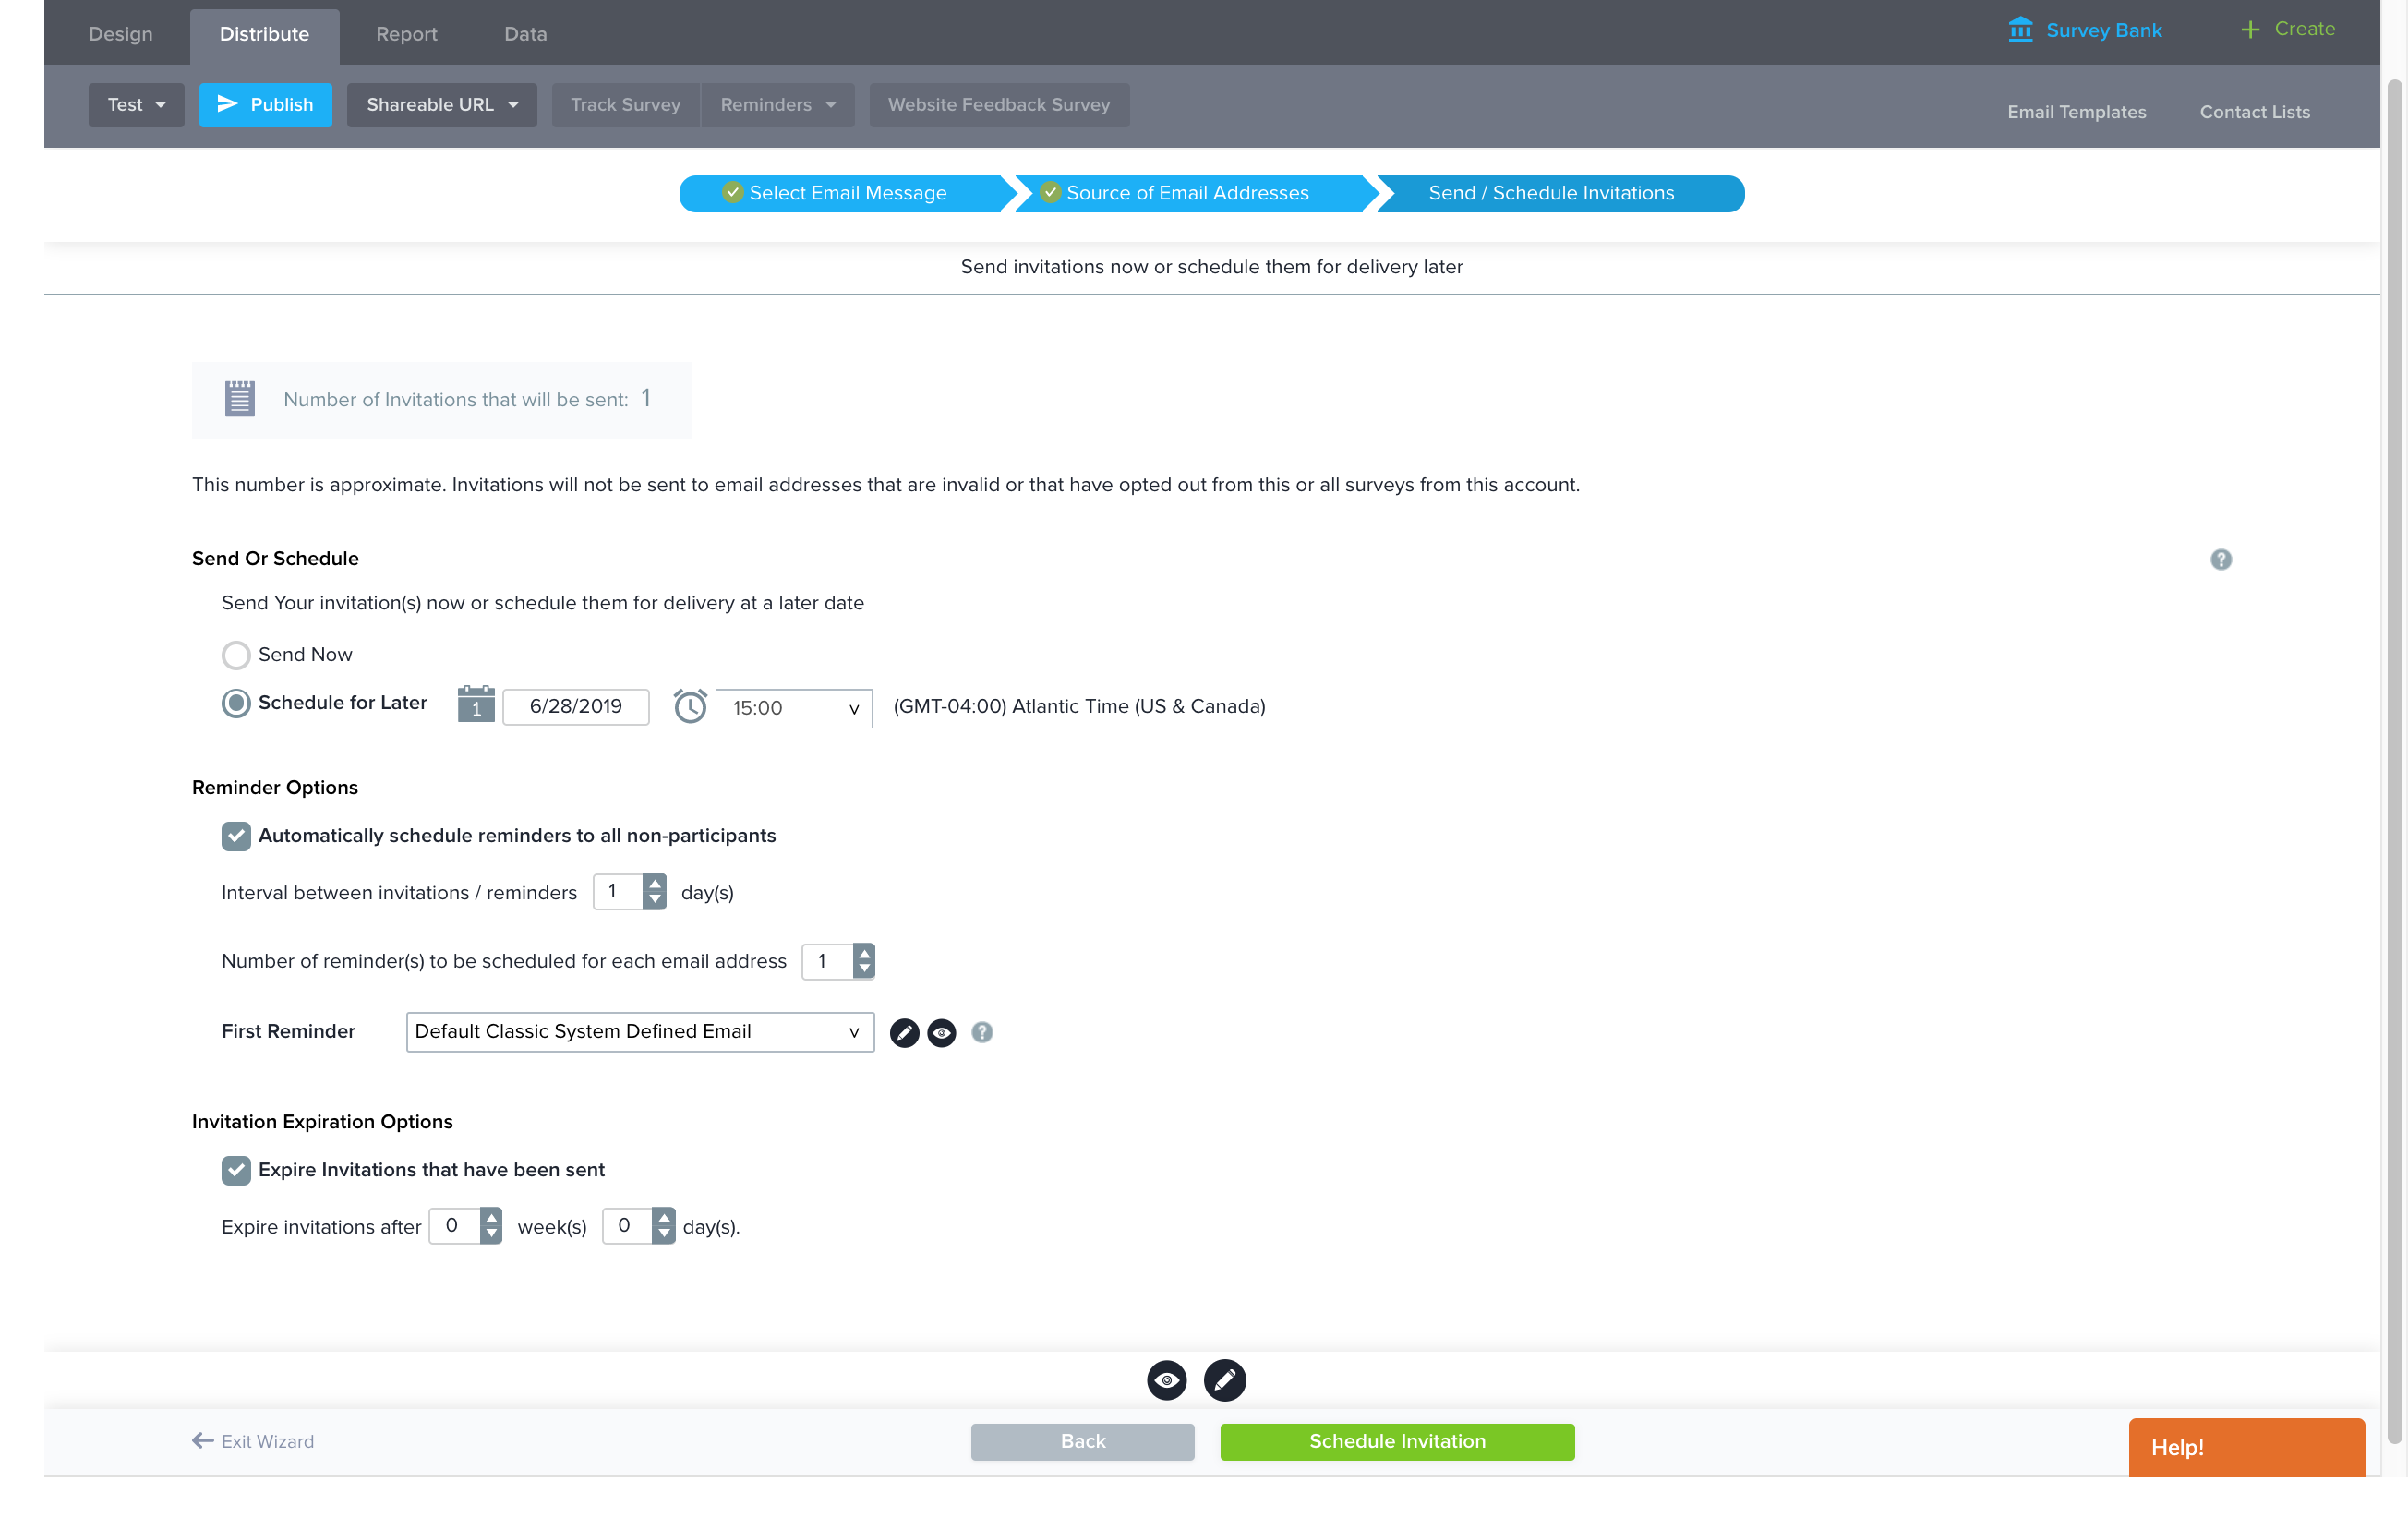 Design Distribute Report Data Survey Bank + Create
Test Publish Shareable URL Track Survey Reminders Website Feedback Survey Email Templates Contact Lists
Select Email Message Source of Email Addresses Send / Schedule Invitations
Send invitations now or schedule them for delivery later
Number of Invitations that will be sent: 1
This number is approximate. Invitations will not be sent to email addresses that are invalid or that have opted out from this or all surveys from this account.
Send Or Schedule ?
Send Your invitation(s) now or schedule them for delivery at a later date
Send Now
Schedule for Later 1 6/28/2019 15:00 (GMT-04:00) Atlantic Time (US & Canada)
Reminder Options
Automatically schedule reminders to all non-participants
Interval between invitations / reminders 1 day(s)
Number of reminder(s) to be scheduled for each email address 1
First Reminder Default Classic System Defined Email ?
Invitation Expiration Options
Expire Invitations that have been sent
Expire invitations after 0 week(s) 0 day(s).
Exit Wizard Back Schedule Invitation Help!